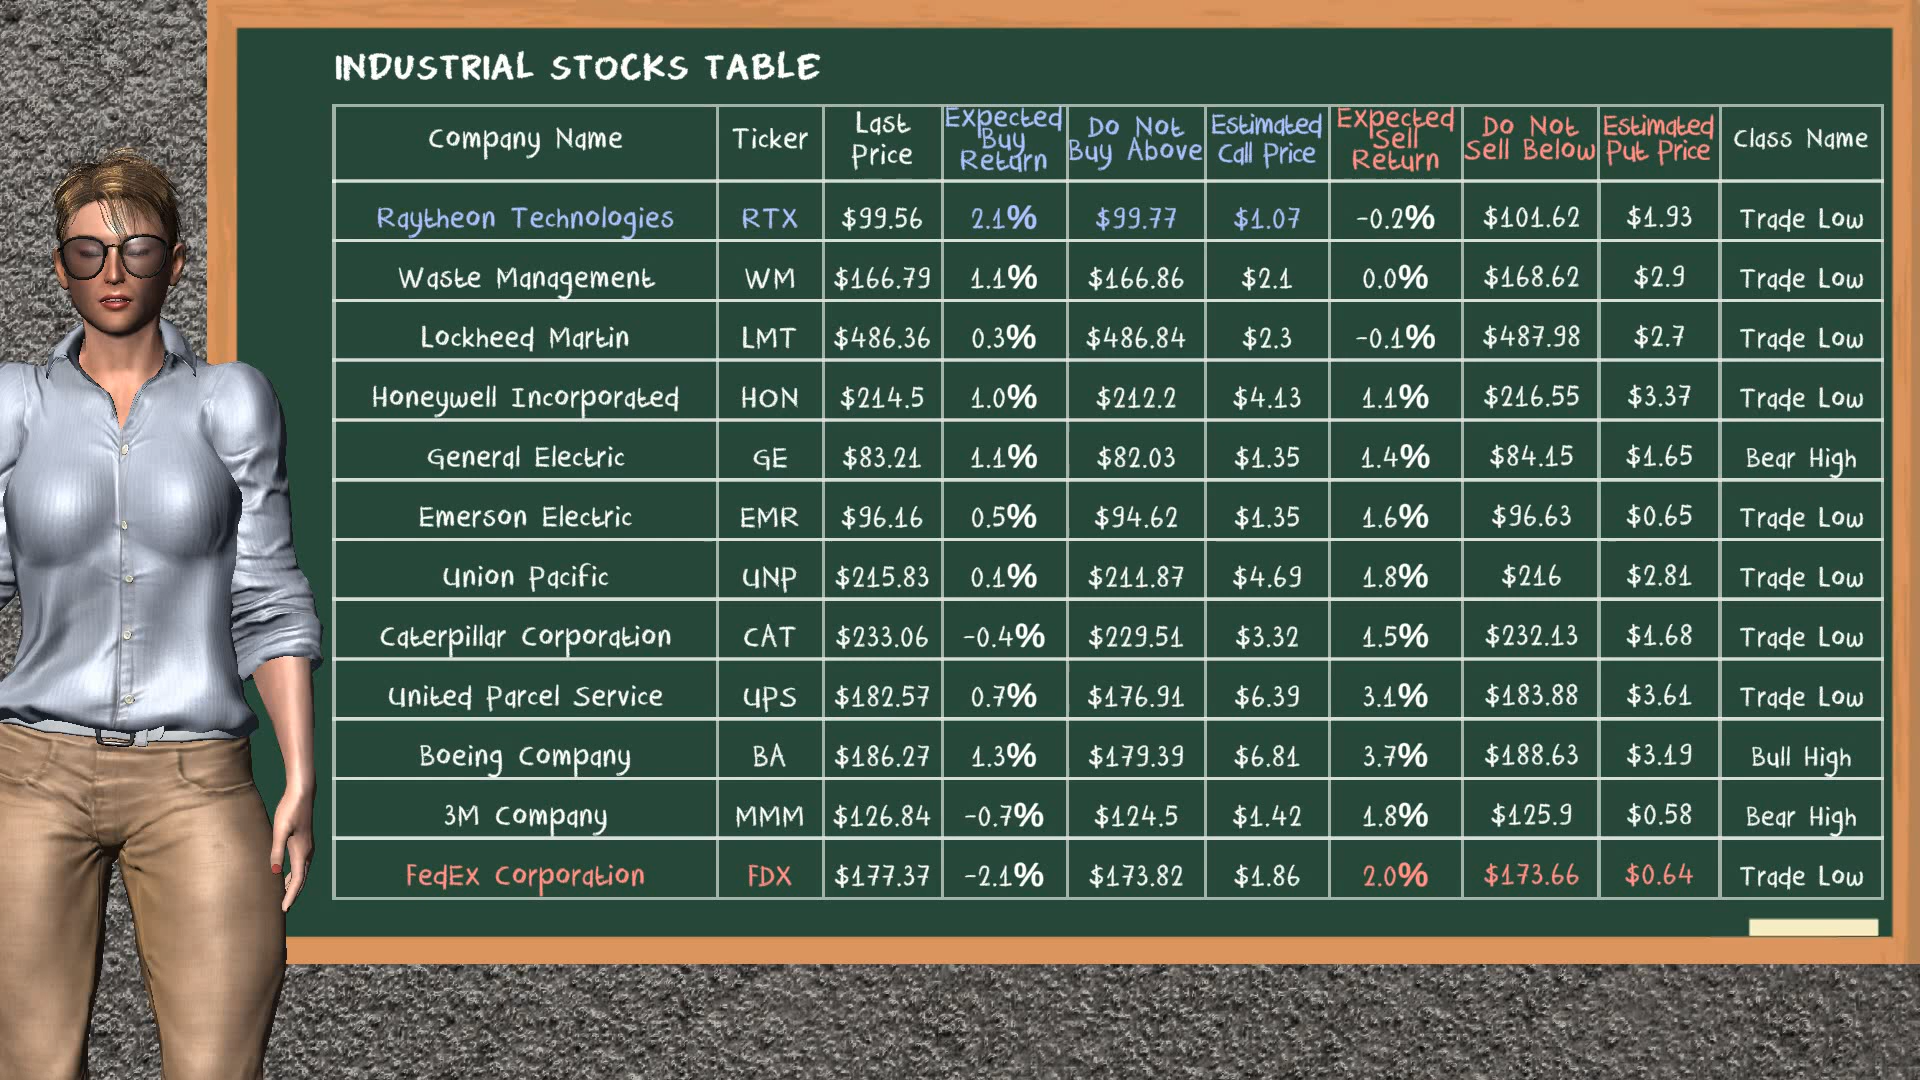 INDUSTRIAL STOCKS TABLE
Company Name Ticker Last Price Expected Buy Return Do Not Buy Above Estimated Call Price Expected Sell Return Do Not Sell Below Estimated Put Price Class Name
Raytheon Technologies RTX $99.56 2.1% $99.77 $1.07 -0.2% $101.62 $1.93 Trade Low
Waste Management WM $166.79 1.1% $166.86 $2.1 0.0% $168.62 $2.9 Trade Low
Lockheed Martin LMT $486.36 0.3% $486.84 $2.3 -0.1% $487.98 $2.7 Trade Low
Honeywell Incorporated HON $214.5 1.0% $212.2 $4.13 1.1% $216.55 $3.37 Trade Low
General Electric GE $83.21 1.1% $82.03 $1.35 1.4% $84.15 $1.65 Bear High
Emerson Electric EMR $96.16 0.5% $94.62 $1.35 1.6% $96.63 $0.65 Trade Low
Union Pacific UNP $215.83 0.1% $211.87 $4.69 1.8% $216 $2.81 Trade Low
Caterpillar Corporation CAT $233.06 -0.4% $229.51 $3.32 1.5% $232.13 $1.68 Trade Low
United Parcel Service UPS $182.57 0.7% $176.91 $6.39 3.1% $183.88 $3.61 Trade Low
Boeing Company BA $186.27 1.3% $179.39 $6.81 3.7% $188.63 $3.19 Bull High
3M Company MMM $126.84 -0.7% $124.5 $1.42 1.8% $125.9 $0.58 Bear High
FedEx Corporation FDX $177.37 -2.1% $173.82 $1.86 2.0% $173.66 $0.64 Trade Low